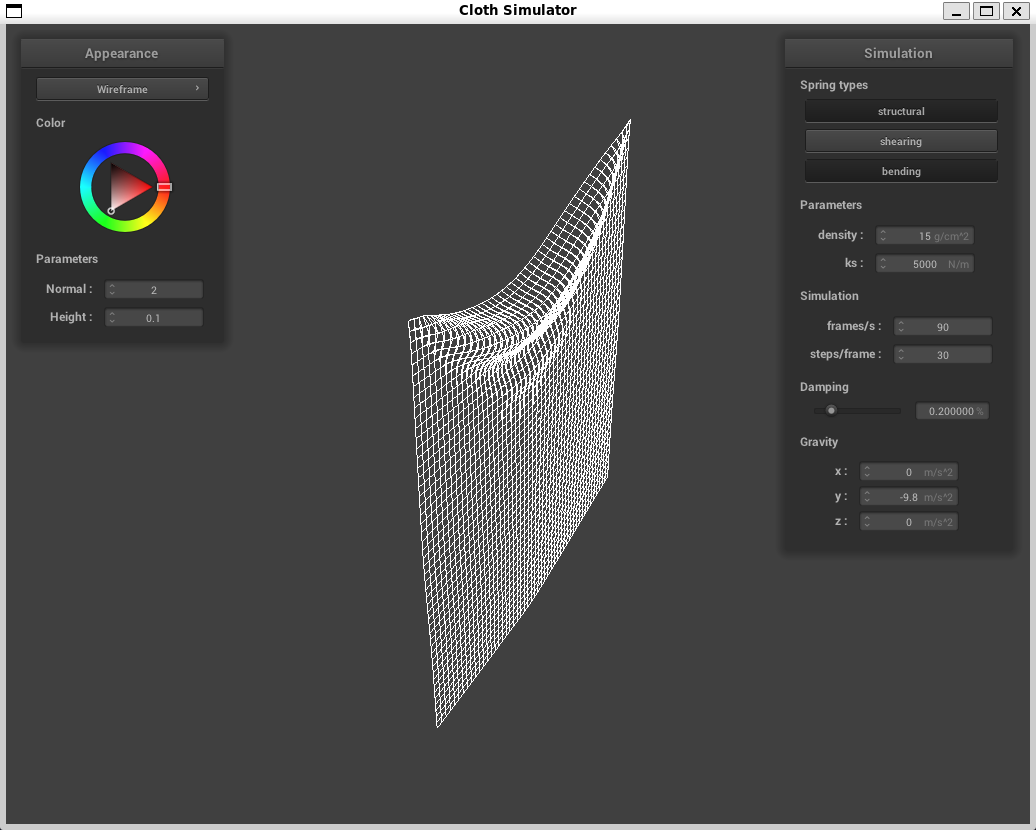 Cloth Simulator
Appearance
Wireframe
Color
Parameters
Normal : 2
Height : 0.1
Simulation
Spring types
structural
shearing
bending
Parameters
density : 15 g/cm^2
ks : 5000 N/m
Simulation
frames/s : 90
steps/frame : 30
Damping
0.200000 %
Gravity
x : 0 m/s^2
y : -9.8 m/s^2
z : 0 m/s^2